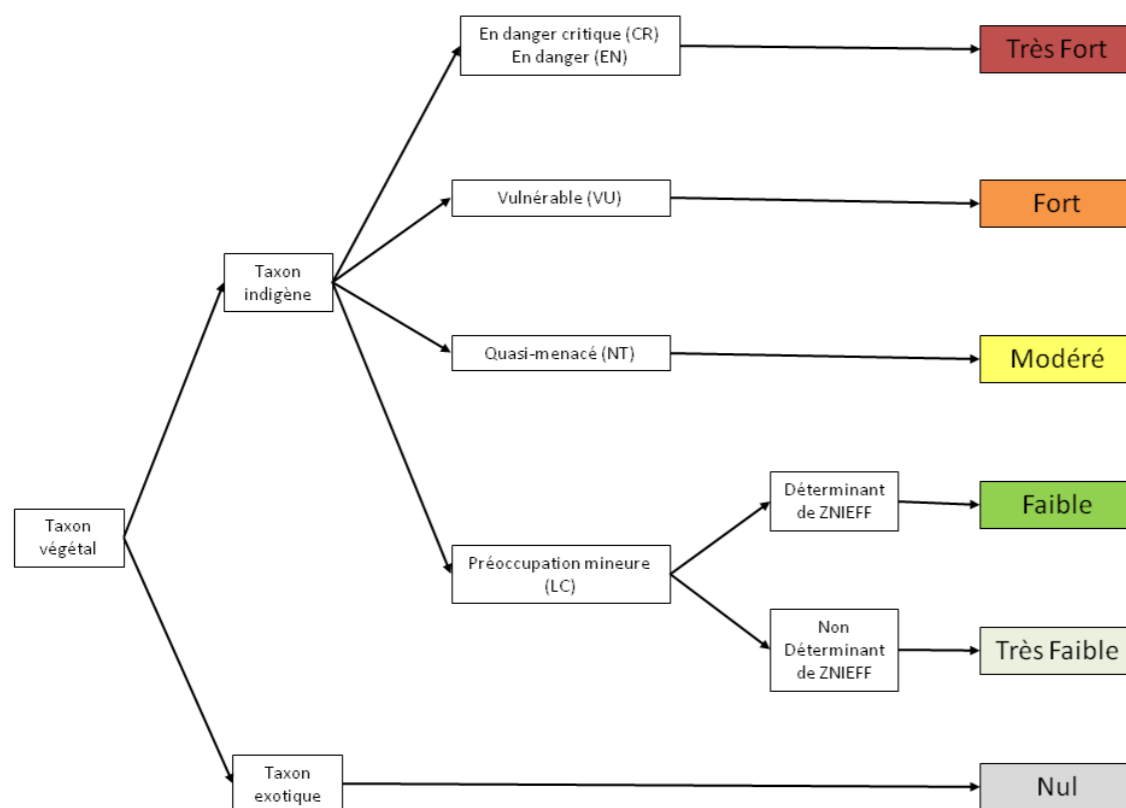 En danger critique (CR)
En danger (EN)
Très Fort
Vulnérable (VU)
Fort
Taxon
indigène
Quasi-menacé (NT)
Modéré
Déterminant
de ZNIEFF
Faible
Taxon
végétal
Préoccupation mineure
(LC)
Non
Déterminant
de ZNIEFF
Très Faible
Taxon
exotique
Nul